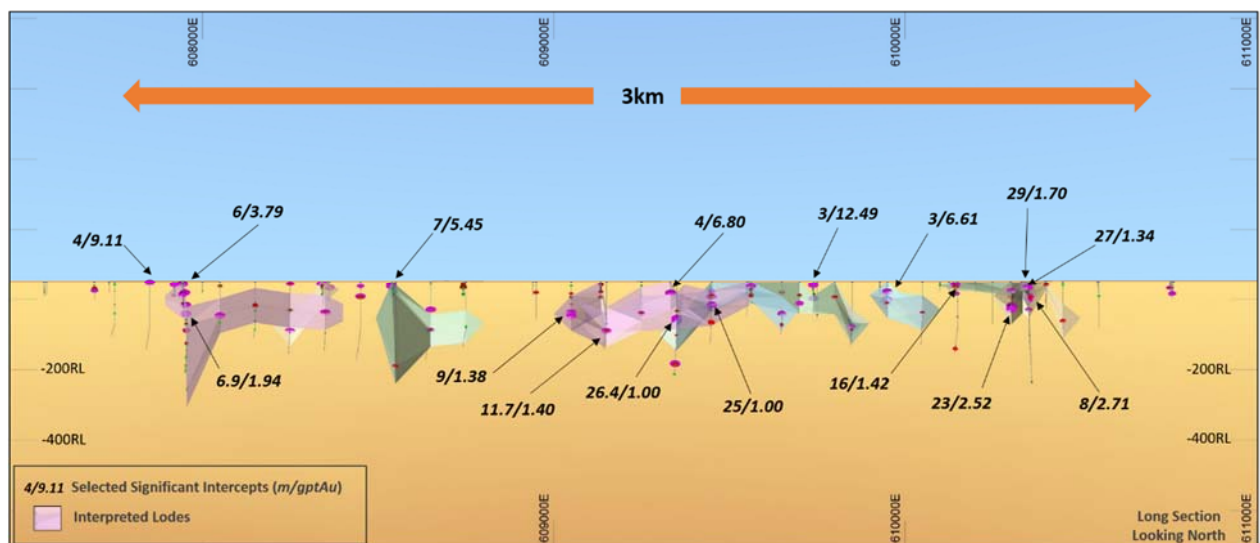 608000E
609000E
610000E
611000E
3km
29/1.70
6/3.79
4/6.80
3/12.49
3/6.61
7/5.45
27/1.34
4/9.11
-200RL
-200RL
6.9/1.94
9/1.38
16/1.42
26.4/1.00
11.7/1.40
25/1.00
23/2.52
8/2.71
-400RL
-400RL
4/9.11 Selected Significant Intercepts (m/gptAu)
Interpreted Lodes
609000E
610000E
611000E
Long Section
Looking North